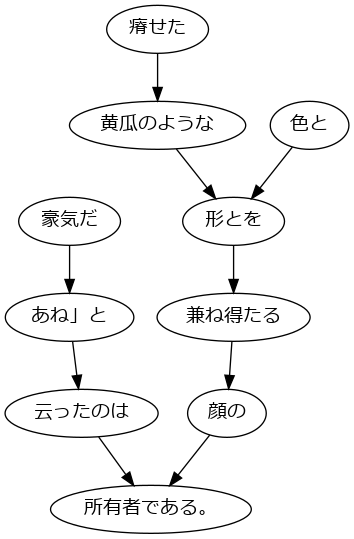 瘠せた
黄瓜のような
色と
豪気だ
形とを
あね」と
兼ね得たる
云ったのは
顔の
所有者である。